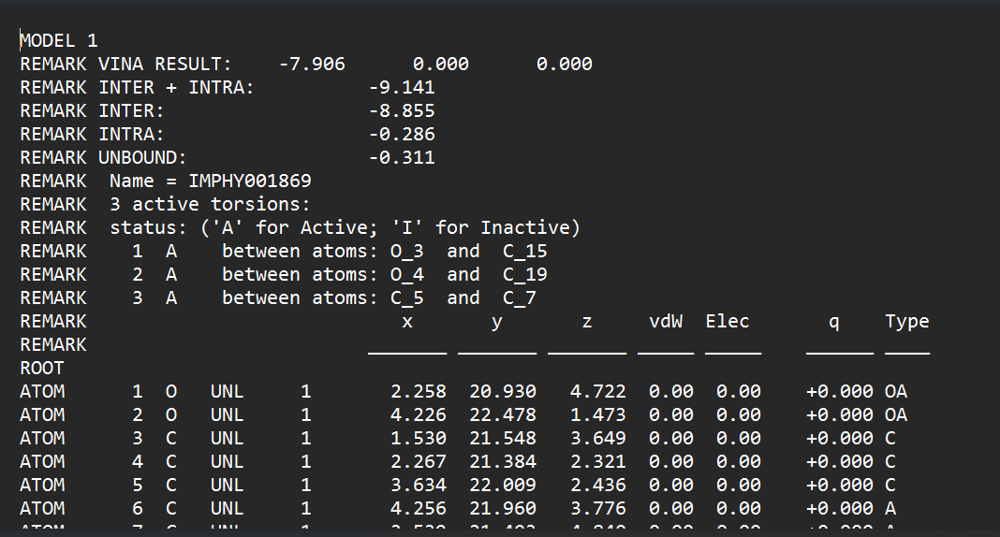 MODEL 1
REMARK VINA RESULT:    -7.906      0.000      0.000
REMARK INTER + INTRA:          -9.141
REMARK INTER:                  -8.855
REMARK INTRA:                  -0.286
REMARK UNBOUND:                -0.311
REMARK  Name = IMPHY001869
REMARK  3 active torsions:
REMARK  status: ('A' for Active; 'I' for Inactive)
REMARK    1  A    between atoms: O_3  and  C_15
REMARK    2  A    between atoms: O_4  and  C_19
REMARK    3  A    between atoms: C_5  and  C_7
REMARK                            x       y       z     vdW  Elec       q    Type
REMARK                         _______ _______ _______ _____ _____    ______ ____
ROOT
ATOM      1  O   UNL     1       2.258  20.930   4.722  0.00  0.00    +0.000 OA
ATOM      2  O   UNL     1       4.226  22.478   1.473  0.00  0.00    +0.000 OA
ATOM      3  C   UNL     1       1.530  21.548   3.649  0.00  0.00    +0.000 C
ATOM      4  C   UNL     1       2.267  21.384   2.321  0.00  0.00    +0.000 C
ATOM      5  C   UNL     1       3.634  22.009   2.436  0.00  0.00    +0.000 C
ATOM      6  C   UNL     1       4.256  21.960   3.776  0.00  0.00    +0.000 A